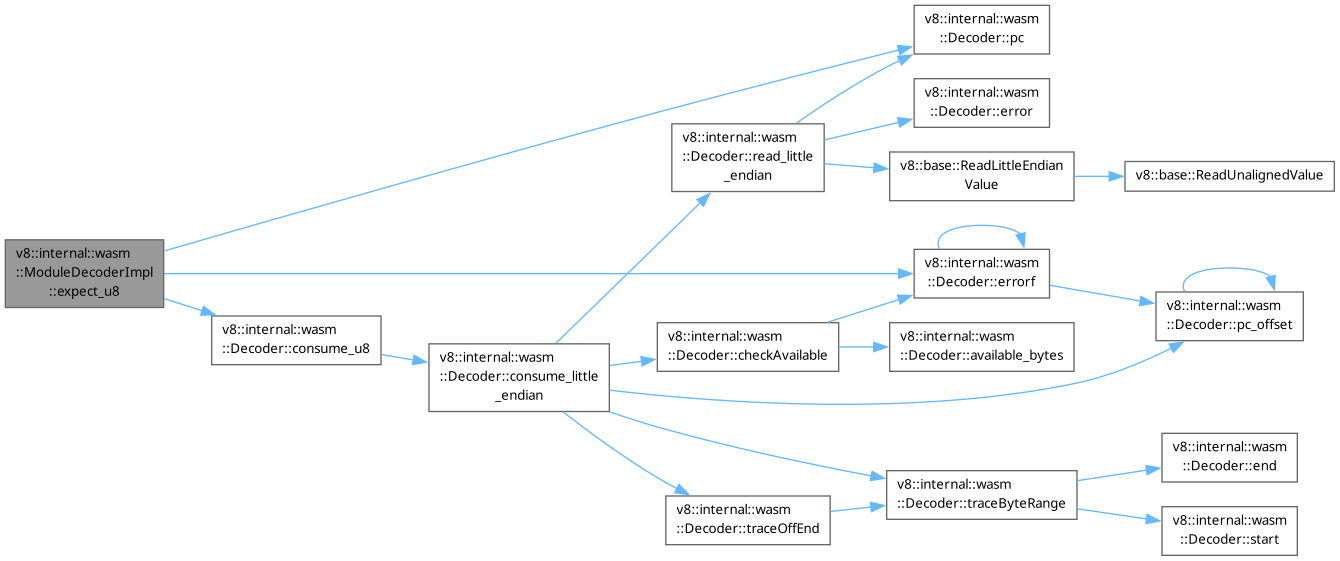 v8::internal::wasm
::ModuleDecoderImpl
::expect_u8
v8::internal::wasm
::Decoder::consume_u8
v8::internal::wasm
::Decoder::consume_little
_endian
v8::internal::wasm
::Decoder::read_little
_endian
v8::internal::wasm
::Decoder::pc
v8::internal::wasm
::Decoder::error
v8::base::ReadLittleEndian
Value
v8::base::ReadUnalignedValue
v8::internal::wasm
::Decoder::errorf
v8::internal::wasm
::Decoder::pc_offset
v8::internal::wasm
::Decoder::checkAvailable
v8::internal::wasm
::Decoder::available_bytes
v8::internal::wasm
::Decoder::traceOffEnd
v8::internal::wasm
::Decoder::traceByteRange
v8::internal::wasm
::Decoder::end
v8::internal::wasm
::Decoder::start